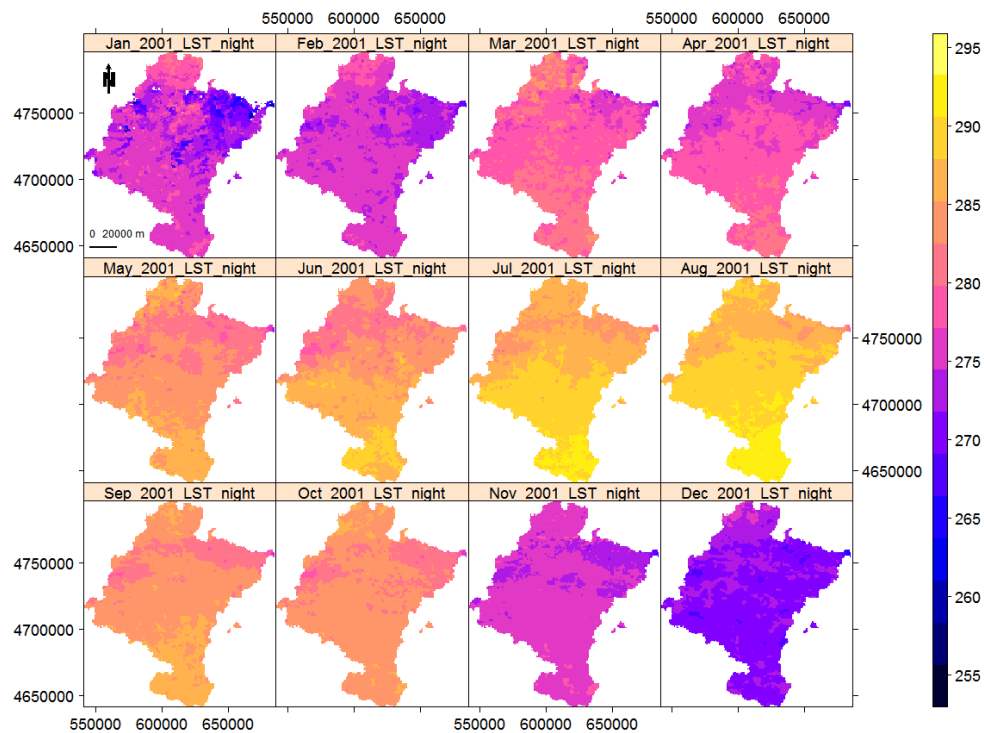 550000 600000 650000
550000 600000 650000
Jan_2001_LST_night
Feb_2001_LST_night
Mar_2001_LST_night
Apr_2001_LST_night
N
0 20000 m
4750000
4700000
4650000
May_2001_LST_night
Jun_2001_LST_night
Jul_2001_LST_night
Aug_2001_LST_night
4750000
4700000
4650000
Sep_2001_LST_night
Oct_2001_LST_night
Nov_2001_LST_night
Dec_2001_LST_night
4750000
4700000
4650000
550000 600000 650000
550000 600000 650000
295
290
285
280
275
270
265
260
255